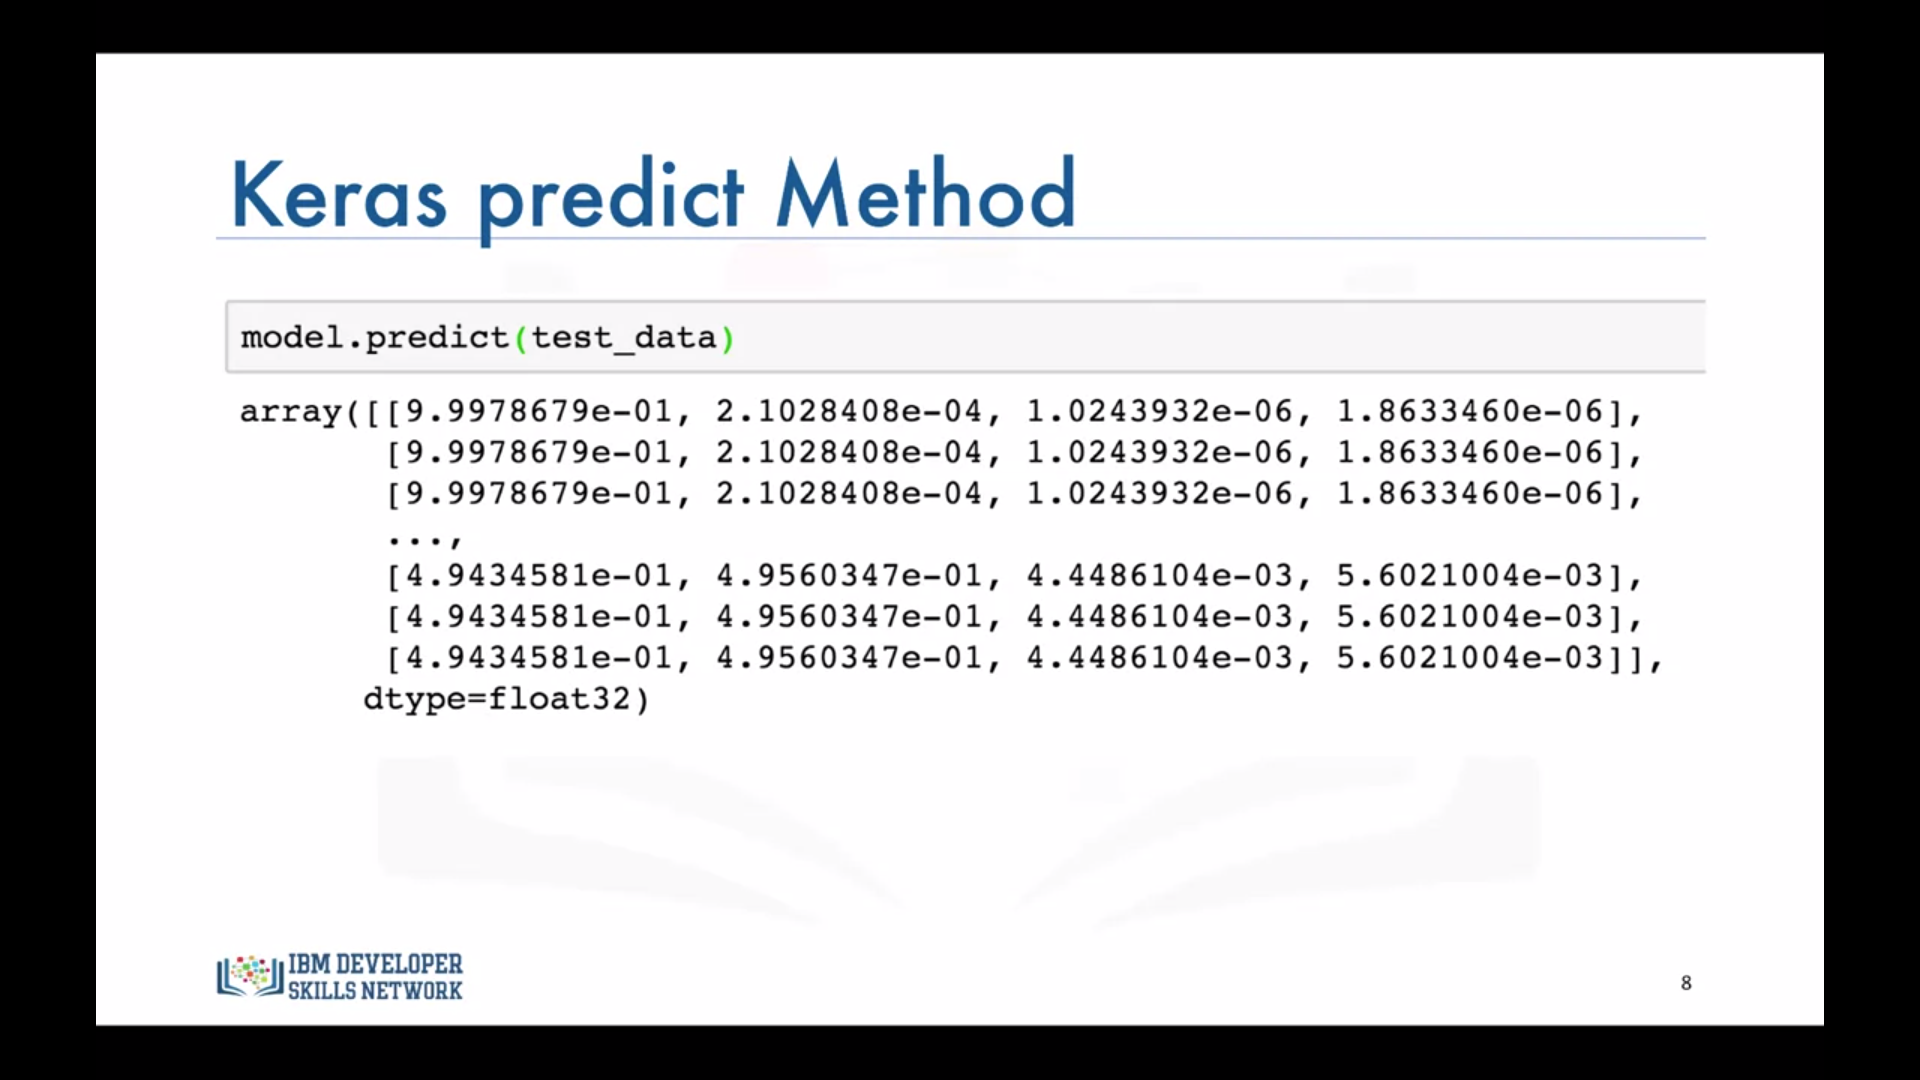 Keras predict Method
model.predict(test_data)
array([[9.9978679e-01, 2.1028408e-04, 1.0243932e-06, 1.8633460e-06],
[9.9978679e-01, 2.1028408e-04, 1.0243932e-06, 1.8633460e-06],
[9.9978679e-01, 2.1028408e-04, 1.0243932e-06, 1.8633460e-06],
...,
[4.9434581e-01, 4.9560347e-01, 4.4486104e-03, 5.6021004e-03],
[4.9434581e-01, 4.9560347e-01, 4.4486104e-03, 5.6021004e-03],
[4.9434581e-01, 4.9560347e-01, 4.4486104e-03, 5.6021004e-03]],
dtype=float32)
IBM DEVELOPER
SKILLS NETWORK
8